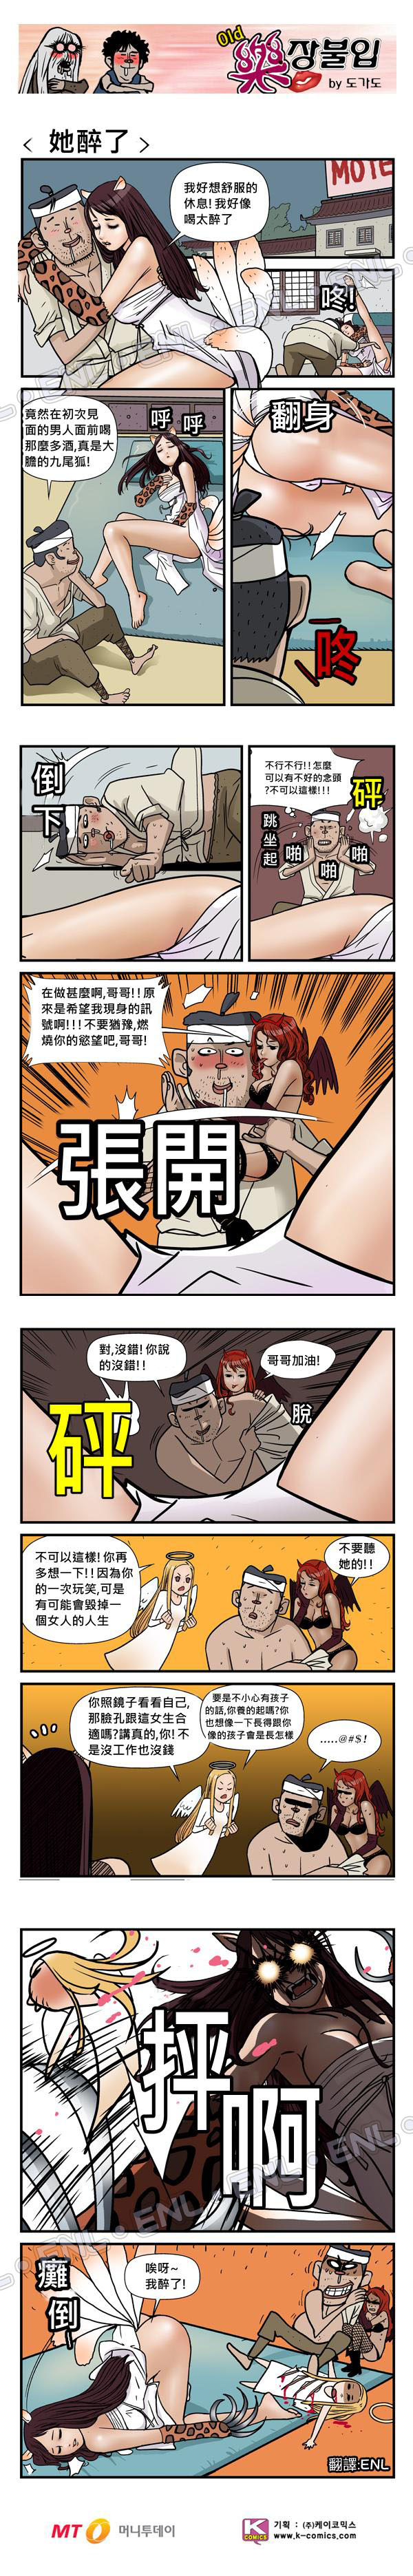 Old
樂장불입
by 도가도
< 她醉了 >
我好想舒服的
休息! 我好像
喝太醉了
MOTE
咚!
竟然在初次見
面的男人面前喝
那麼多酒,真是大
膽的九尾狐!
呼 呼
翻身
咚
倒下
不行不行!!怎麼
可以有不好的念頭
?不可以這樣!!!
砰
跳坐起
啪
啪
啪
在做甚麼啊,哥哥!!原
來是希望我現身的訊
號啊!!!不要猶豫,燃
燒你的慾望吧,哥哥!
張開
對,沒錯!你說
的沒錯!!
哥哥加油!
脫
砰
不可以這樣!你再
多想一下!!因為你
的一次玩笑,可是
有可能會毀掉一
個女人的人生
不要聽
她的!!
你照鏡子看看自己,
那臉孔跟這女生合
適嗎?講真的,你!不
是沒工作也沒錢
要是不小心有孩子
的話,你養的起嗎?你
也想像一下長得跟你
像的孩子會是長怎樣
.....@#$!
抨啊
癱倒
唉呀~
我醉了!
翻譯:ENL
ENL
ENL
ENL
ENL
MT 머니투데이
K COMICS
기획 : (주)케이코믹스
www.k-comics.com